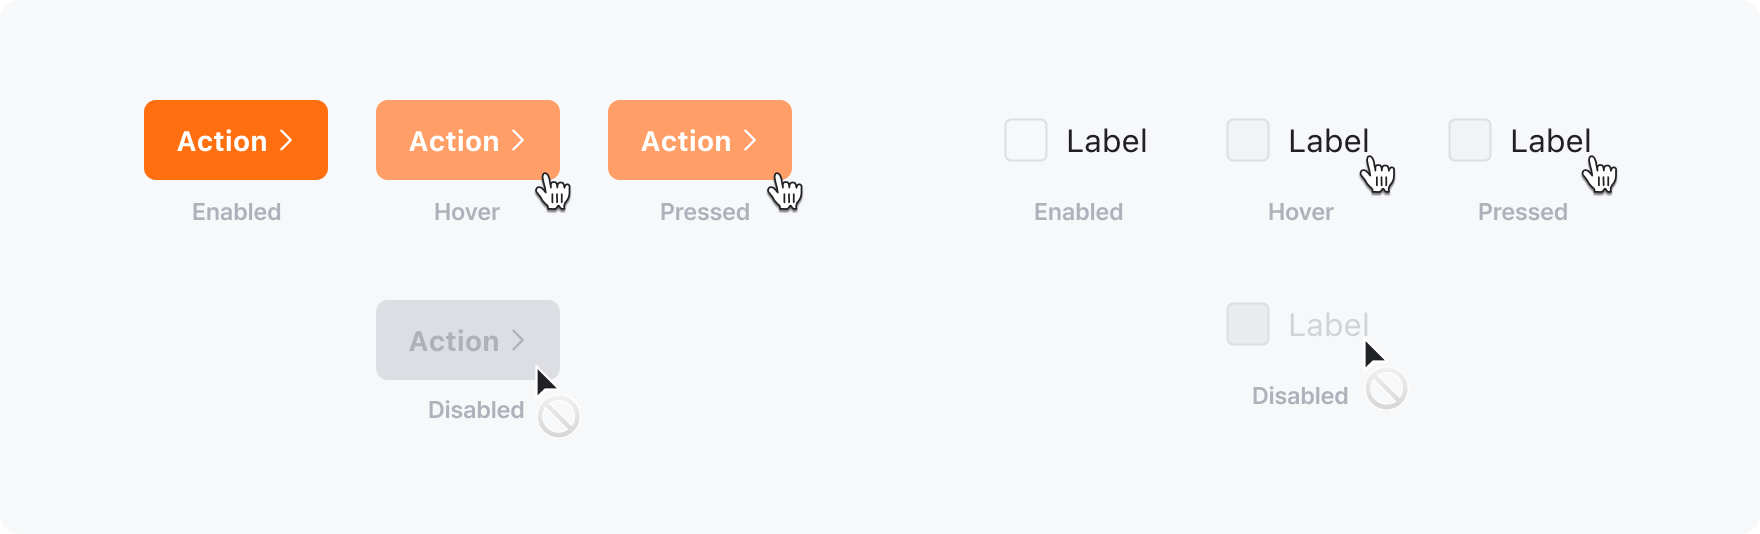 Action
Action
Action
Label
Label
Label
Enabled
Hover
Pressed
Enabled
Hover
Pressed
Action
Label
Disabled
Disabled